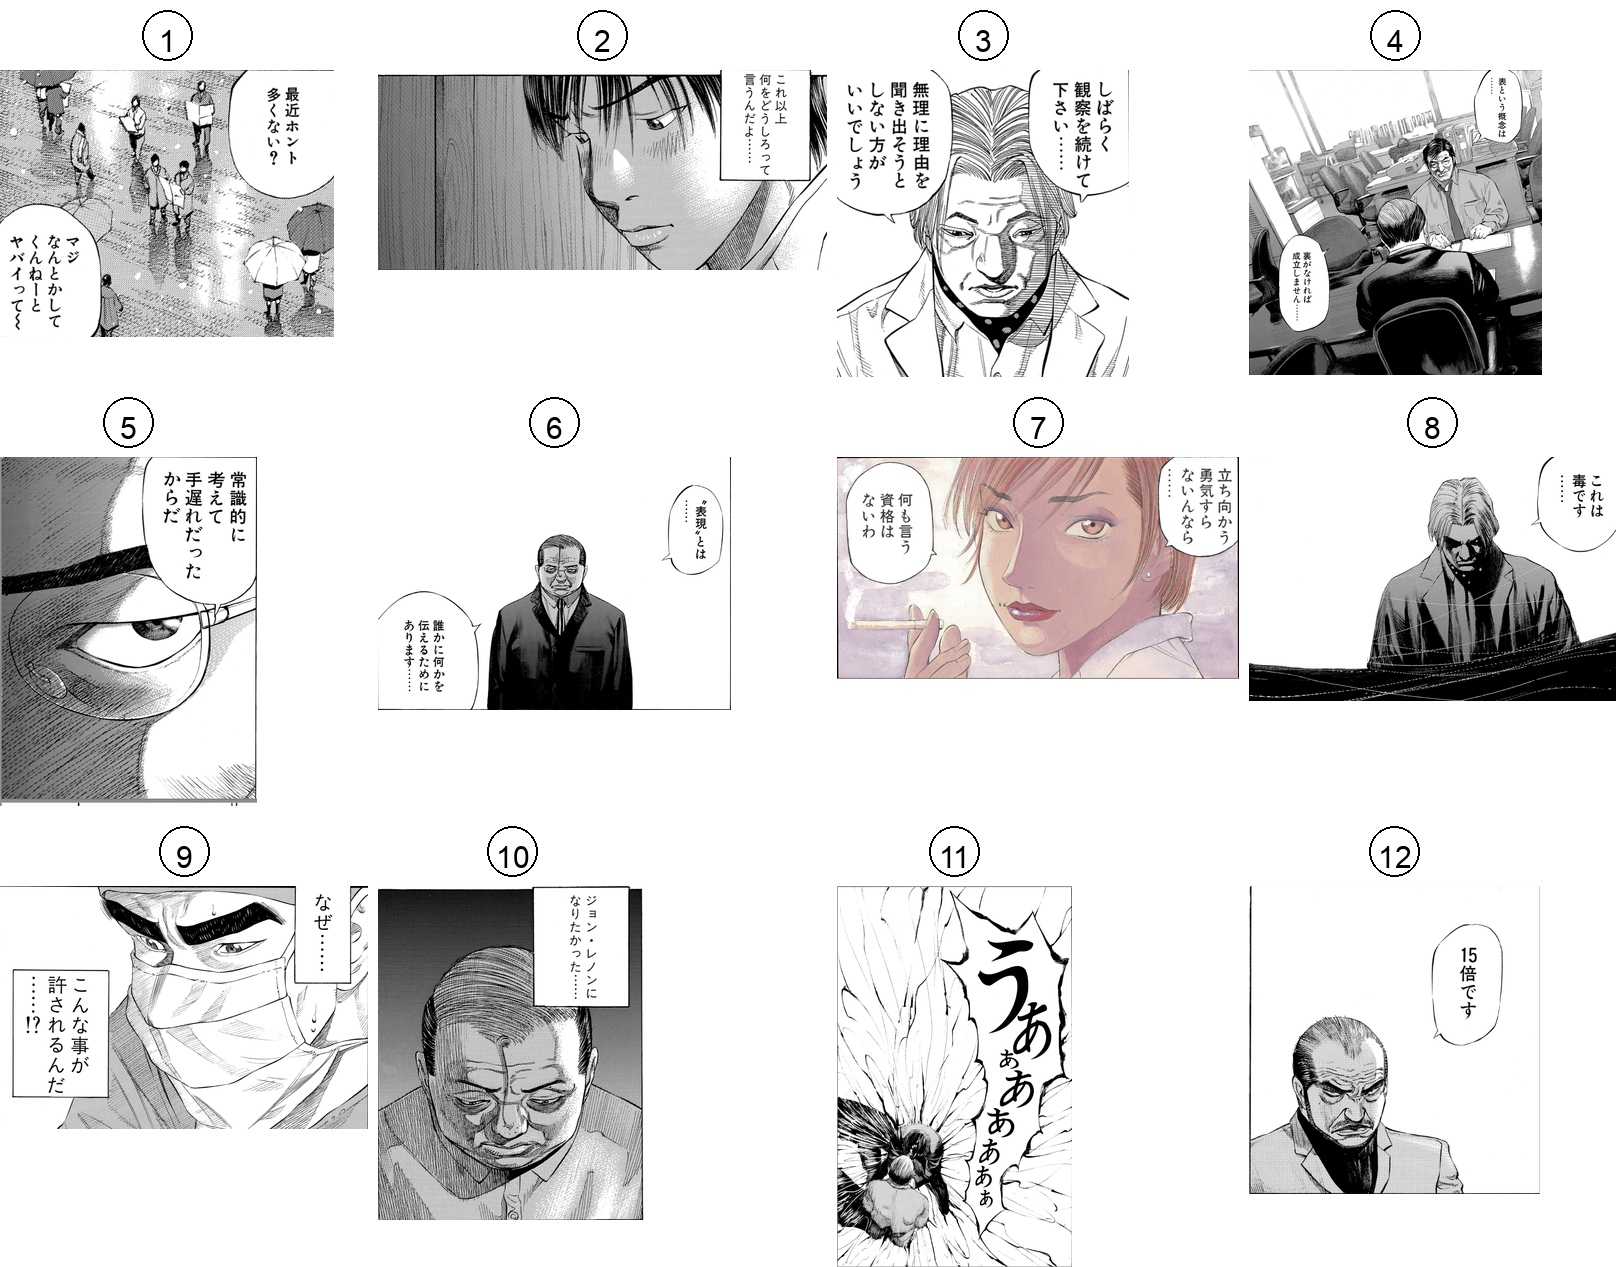 1
最近ホント
多くない？
マジ
なんとかして
くんねーと
ヤバイって〜
2
これ以上
何をどうしろって
言うんだよ……
3
しばらく
観察を続けて
下さい……
無理に理由を
聞き出そうと
しない方が
いいでしょう
4
表という概念は
……
裏がなければ
成立しません……
5
常識的に
考えて
手遅れだった
からだ
6
〝表現〟とは
……
誰かに何かを
伝えるために
あります……
7
立ち向かう
勇気すら
ないんなら
……
何も言う
資格は
ないわ
8
これは
毒です
……
9
なぜ……
こんな事が
許されるんだ
……!?
10
ジョン・レノンに
なりたかった……
11
うぁぁあぁあぁぁ
12
15倍です